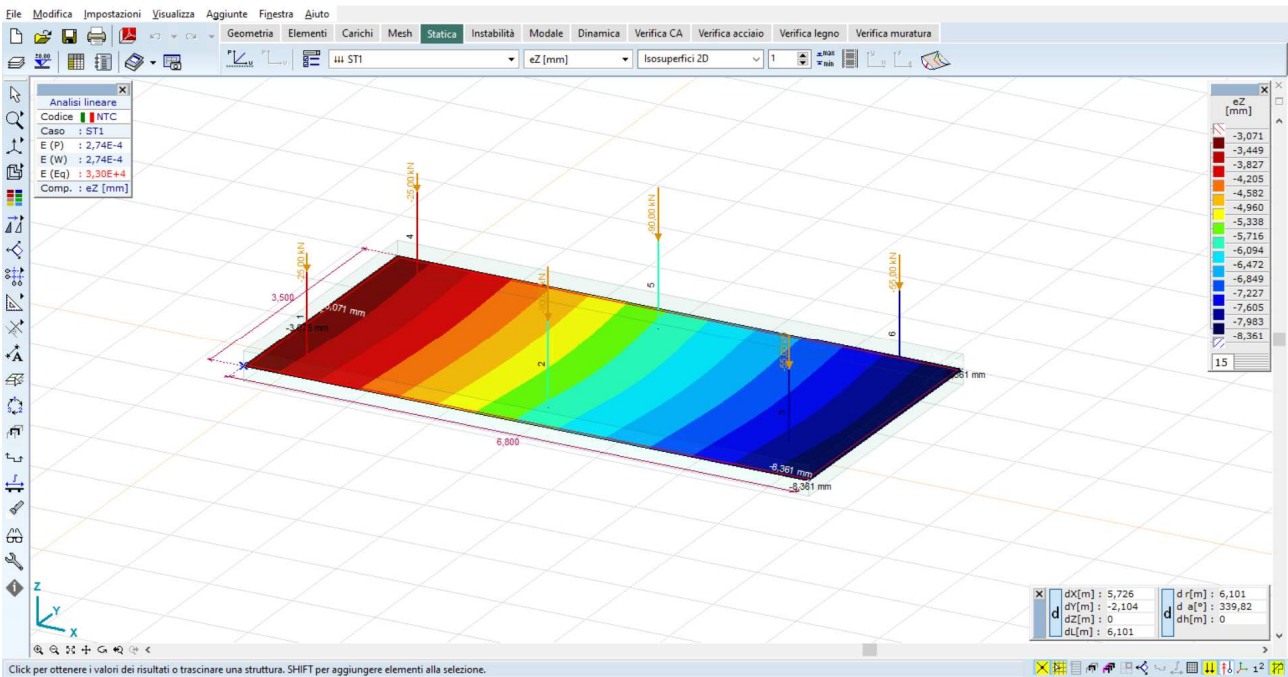 File Modifica Impostazioni Visualizza Aggiunte Finestra Aiuto
Geometria Elementi Carichi Mesh Statica Instabilità Modale Dinamica Verifica CA Verifica acciaio Verifica legno Verifica muratura
ST1 eZ [mm] Isosuperfici 2D 1 max min
Analisi lineare
Codice NTC
Caso : ST1
E (P) : 2,74E-4
E (W) : 2,74E-4
E (Eq) : 3,30E+4
Comp. : eZ [mm]
eZ
[mm]
-3,071
-3,449
-3,827
-4,205
-4,582
-4,960
-5,338
-5,716
-6,094
-6,472
-6,849
-7,227
-7,605
-7,983
-8,361
15
-25,00 kN
4
-90,00 kN
5
-25,00 kN
1
-55,00 kN
6
3,500
-3,071 mm
2
6,800
-8,361 mm
-8,361 mm
Z
Y
X
dX[m] : 5,726
dY[m] : -2,104
dZ[m] : 0
dL[m] : 6,101
d
d r[m] : 6,101
d a[°] : 339,82
dh[m] : 0
Click per ottenere i valori dei risultati o trascinare una struttura. SHIFT per aggiungere elementi alla selezione.